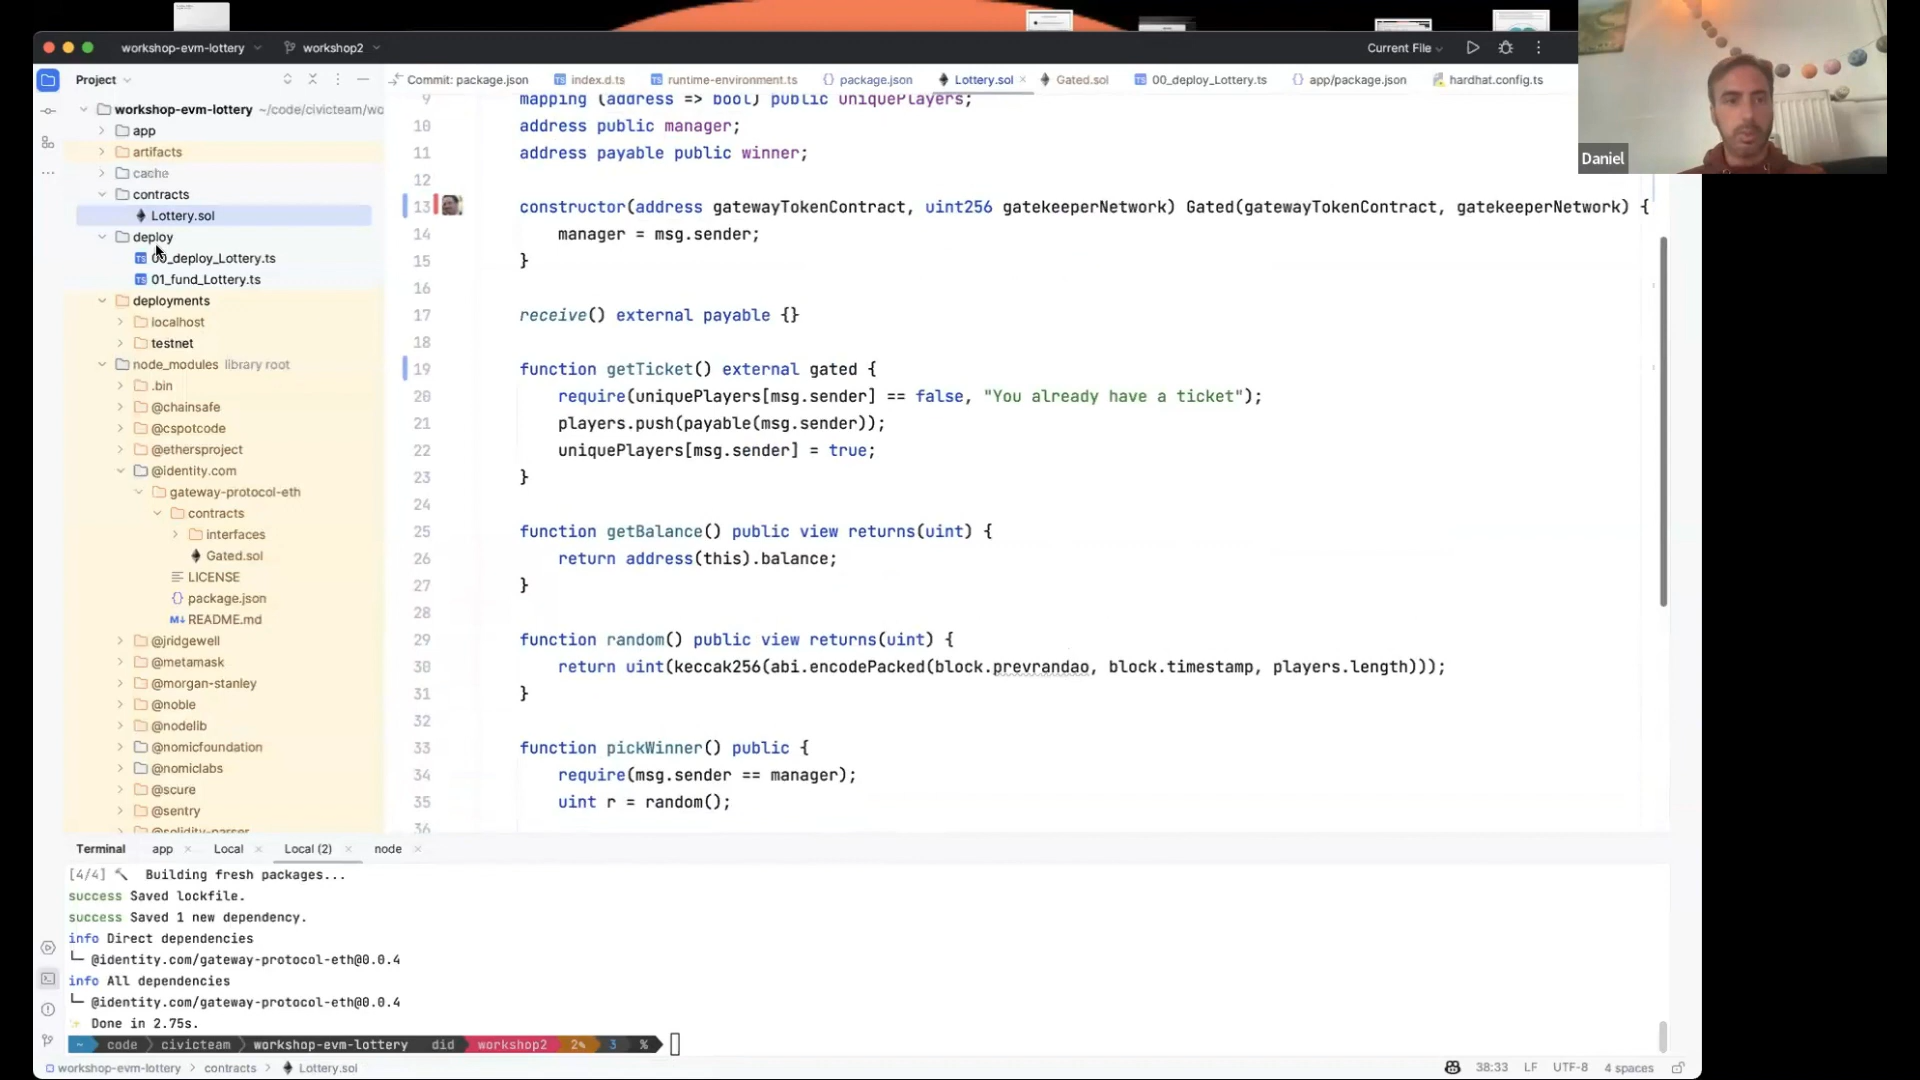 workshop-evm-lottery
workshop2
Current File
Daniel
Project
Commit: package.json
index.d.ts
runtime-environment.ts
package.json
Lottery.sol
Gated.sol
00_deploy_Lottery.ts
app/package.json
hardhat.config.ts
workshop-evm-lottery ~/code/civicteam/wo
app
artifacts
cache
contracts
Lottery.sol
deploy
00_deploy_Lottery.ts
01_fund_Lottery.ts
deployments
localhost
testnet
node_modules library root
.bin
@chainsafe
@cspotcode
@ethersproject
@identity.com
gateway-protocol-eth
contracts
interfaces
Gated.sol
LICENSE
package.json
README.md
@jridgewell
@metamask
@morgan-stanley
@noble
@nodelib
@nomicfoundation
@nomiclabs
@scure
@sentry
@solidity-parser
9 mapping (address => bool) public uniquePlayers;
10 address public manager;
11 address payable public winner;
12
13 constructor(address gatewayTokenContract, uint256 gatekeeperNetwork) Gated(gatewayTokenContract, gatekeeperNetwork) {
14 manager = msg.sender;
15 }
16
17 receive() external payable {}
18
19 function getTicket() external gated {
20 require(uniquePlayers[msg.sender] == false, "You already have a ticket");
21 players.push(payable(msg.sender));
22 uniquePlayers[msg.sender] = true;
23 }
24
25 function getBalance() public view returns(uint) {
26 return address(this).balance;
27 }
28
29 function random() public view returns(uint) {
30 return uint(keccak256(abi.encodePacked(block.prevrandao, block.timestamp, players.length)));
31 }
32
33 function pickWinner() public {
34 require(msg.sender == manager);
35 uint r = random();
36
Terminal app Local Local (2) node
[4/4] Building fresh packages...
success Saved lockfile.
success Saved 1 new dependency.
info Direct dependencies
└─ @identity.com/gateway-protocol-eth@0.0.4
info All dependencies
└─ @identity.com/gateway-protocol-eth@0.0.4
Done in 2.75s.
~ code civicteam workshop-evm-lottery did workshop2 2✎ 3 %
workshop-evm-lottery > contracts > Lottery.sol
38:33 LF UTF-8 4 spaces